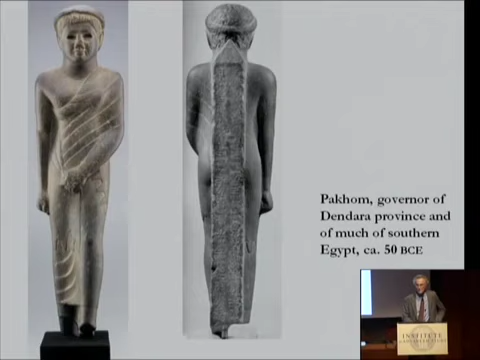 Pakhom, governor of
Dendara province and
of much of southern
Egypt, ca. 50 BCE
INSTITUTE